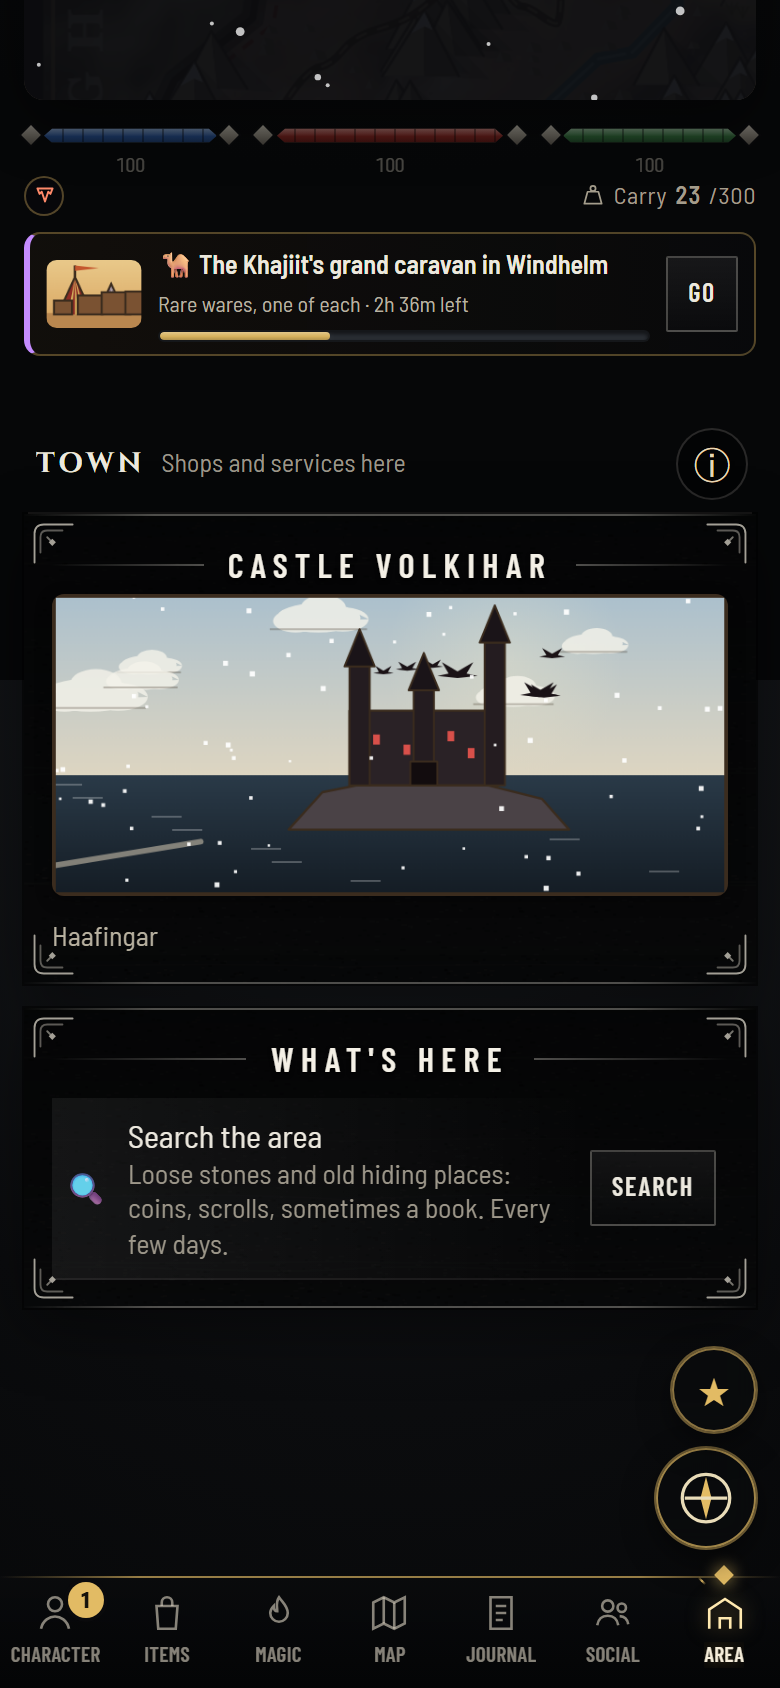 100
100
100
Carry 23 /300
The Khajiit's grand caravan in Windhelm
Rare wares, one of each · 2h 36m left
GO
TOWN
Shops and services here
CASTLE VOLKIHAR
Haafingar
WHAT'S HERE
Search the area
Loose stones and old hiding places:
coins, scrolls, sometimes a book. Every
few days.
SEARCH
1
CHARACTER
ITEMS
MAGIC
MAP
JOURNAL
SOCIAL
AREA